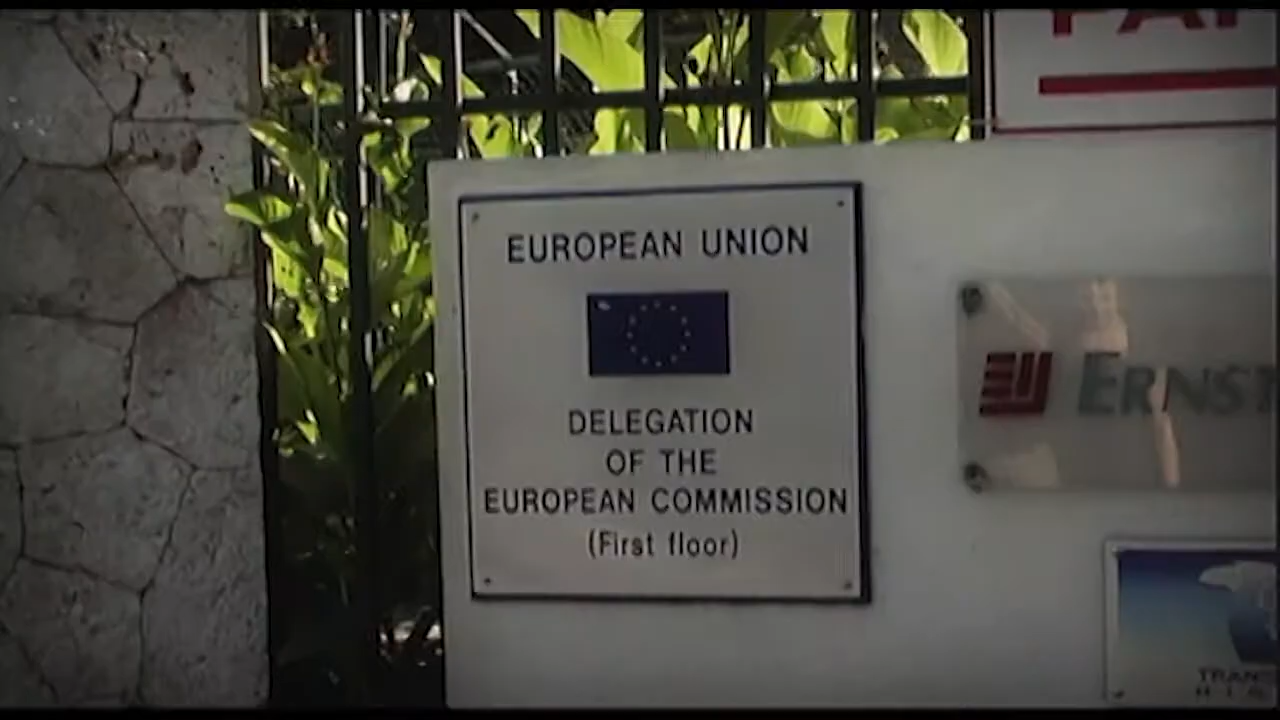 EUROPEAN UNION
DELEGATION
OF THE
EUROPEAN COMMISSION
(First floor)
ERNST